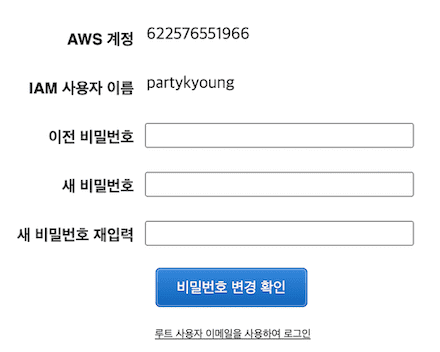 AWS 계정 622576551966
IAM 사용자 이름 partykyoung
이전 비밀번호
새 비밀번호
새 비밀번호 재입력
비밀번호 변경 확인
루트 사용자 이메일을 사용하여 로그인